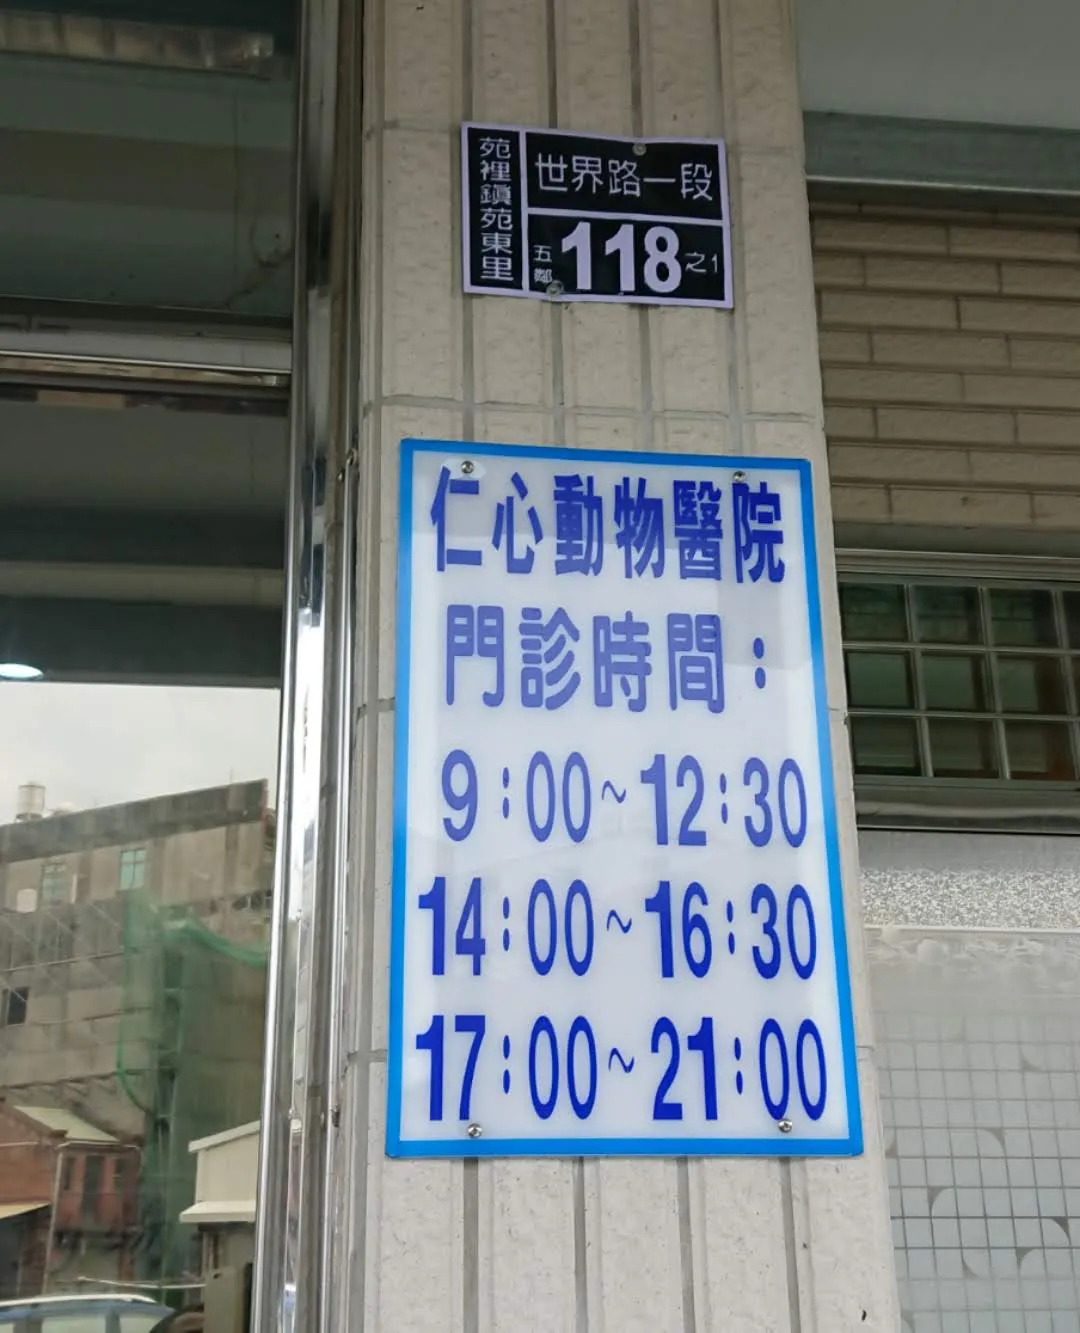 苑裡鎮苑東里
世界路一段
五鄰 118之1
仁心動物醫院
門診時間：
9：00~12：30
14：00~16：30
17：00~21：00